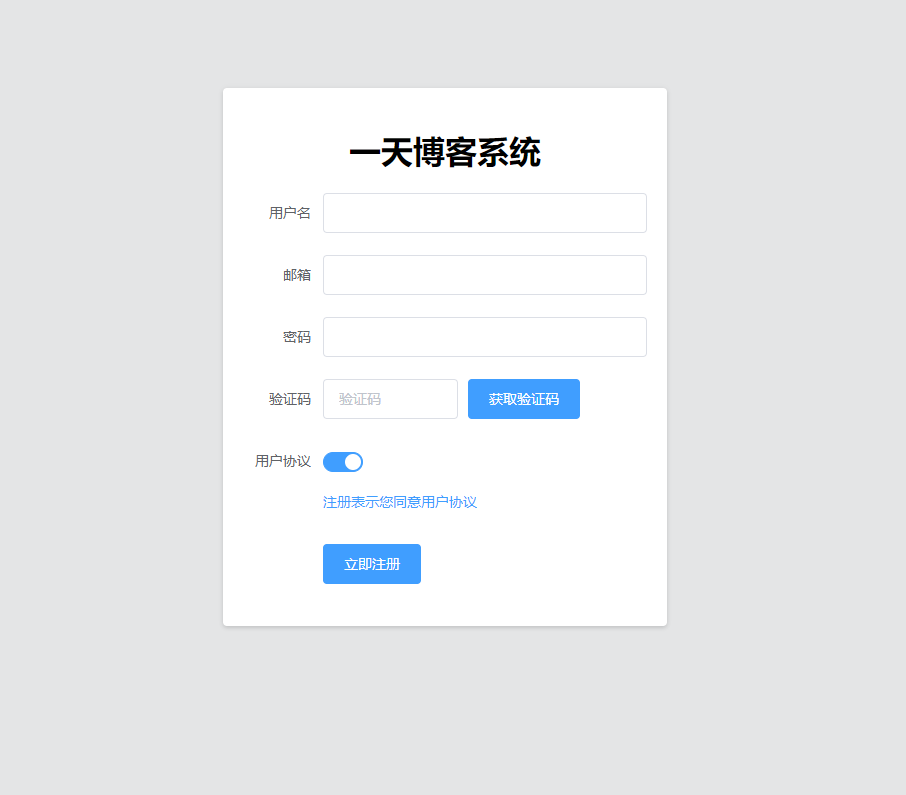 一天博客系统
用户名
邮箱
密码
验证码 验证码 获取验证码
用户协议
注册表示您同意用户协议
立即注册